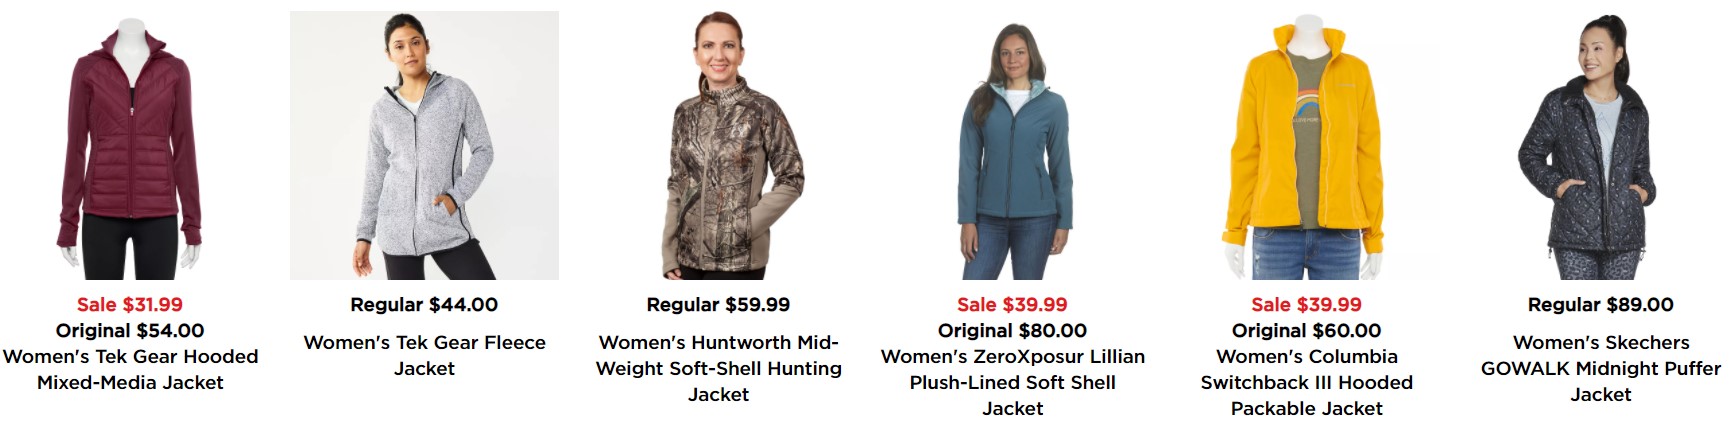 Sale $31.99
Original $54.00
Women's Tek Gear Hooded
Mixed-Media Jacket
Regular $44.00
Women's Tek Gear Fleece
Jacket
Regular $59.99
Women's Huntworth Mid-
Weight Soft-Shell Hunting
Jacket
Sale $39.99
Original $80.00
Women's ZeroXposur Lillian
Plush-Lined Soft Shell
Jacket
Sale $39.99
Original $60.00
Women's Columbia
Switchback III Hooded
Packable Jacket
Regular $89.00
Women's Skechers
GOWALK Midnight Puffer
Jacket